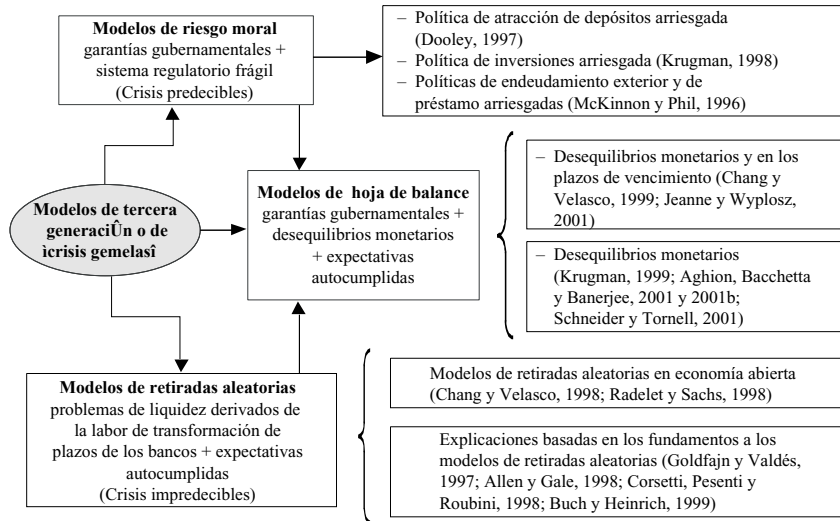 Modelos de riesgo moral
garantías gubernamentales +
sistema regulatorio frágil
(Crisis predecibles)
– Política de atracción de depósitos arriesgada
(Dooley, 1997)
– Política de inversiones arriesgada (Krugman, 1998)
– Políticas de endeudamiento exterior y de
préstamo arriesgadas (McKinnon y Phil, 1996)
Modelos de tercera
generaciÛn o de
ìcrisis gemelasî
Modelos de hoja de balance
garantías gubernamentales +
desequilibrios monetarios
+ expectativas
autocumplidas
– Desequilibrios monetarios y en los
plazos de vencimiento (Chang y
Velasco, 1999; Jeanne y Wyplosz,
2001)
– Desequilibrios monetarios
(Krugman, 1999; Aghion, Bacchetta
y Banerjee, 2001 y 2001b;
Schneider y Tornell, 2001)
Modelos de retiradas aleatorias
problemas de liquidez derivados de
la labor de transformación de
plazos de los bancos + expectativas
autocumplidas
(Crisis impredecibles)
Modelos de retiradas aleatorias en economía abierta
(Chang y Velasco, 1998; Radelet y Sachs, 1998)
Explicaciones basadas en los fundamentos a los
modelos de retiradas aleatorias (Goldfajn y Valdés,
1997; Allen y Gale, 1998; Corsetti, Pesenti y
Roubini, 1998; Buch y Heinrich, 1999)